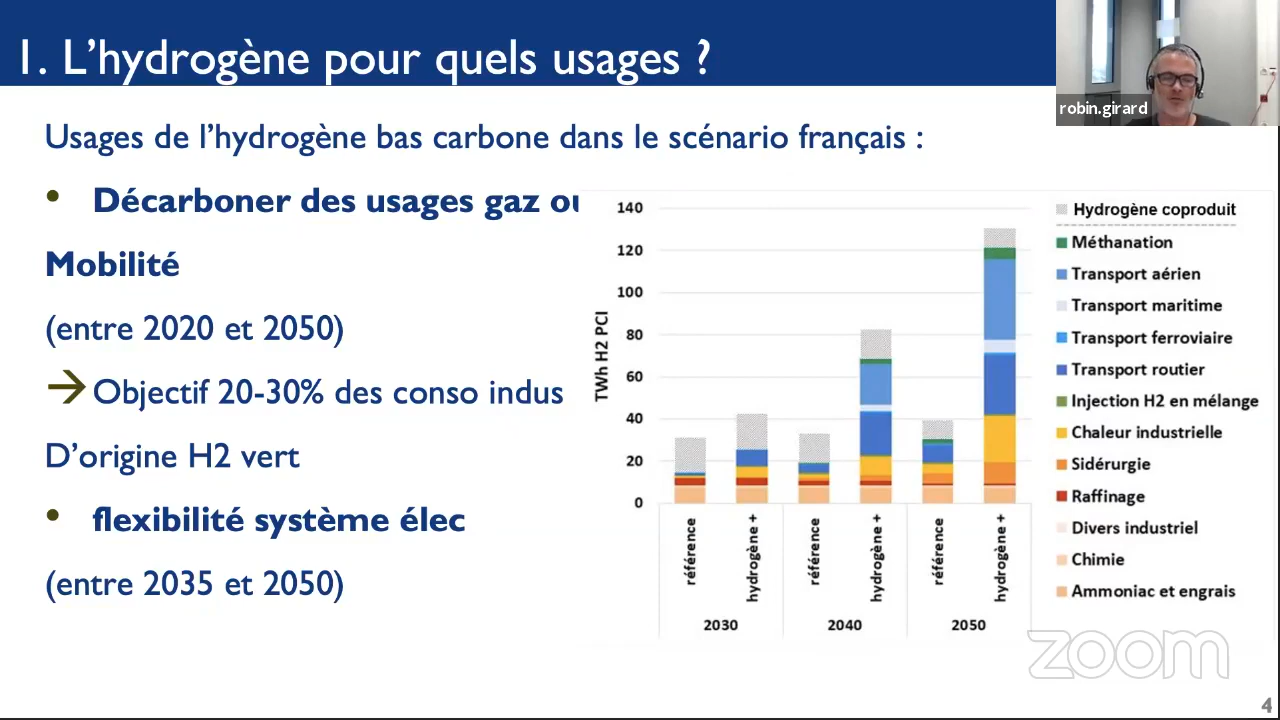 1. L’hydrogène pour quels usages ?
robin.girard
Usages de l’hydrogène bas carbone dans le scénario français :
• Décarboner des usages gaz
Mobilité
(entre 2020 et 2050)
→ Objectif 20-30% des conso indus
D’origine H2 vert
• flexibilité système élec
(entre 2035 et 2050)
TWh H2 PCI
140
120
100
80
60
40
20
0
référence
hydrogène +
référence
hydrogène +
référence
hydrogène +
2030
2040
2050
Hydrogène coproduit
Méthanation
Transport aérien
Transport maritime
Transport ferroviaire
Transport routier
Injection H2 en mélange
Chaleur industrielle
Sidérurgie
Raffinage
Divers industriel
Chimie
Ammoniac et engrais
zoom
4